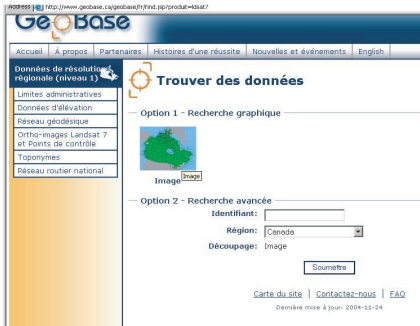 Address http://www.geobase.ca/geobase/fr/find.jsp?produit=ldsat7
GeoBase
Accueil À propos Partenaires Histoires d'une réussite Nouvelles et événements English
Données de résolution
régionale (niveau 1)
Limites administratives
Données d'élévation
Réseau géodésique
Ortho-images Landsat 7
et Points de contrôle
Toponymes
Réseau routier national
Trouver des données
Option 1 - Recherche graphique
Image
Image
Option 2 - Recherche avancée
Identifiant:
Région: Canada
Découpage: Image
Soumettre
Carte du site | Contactez-nous | FAQ
Dernière mise à jour: 2004-11-24